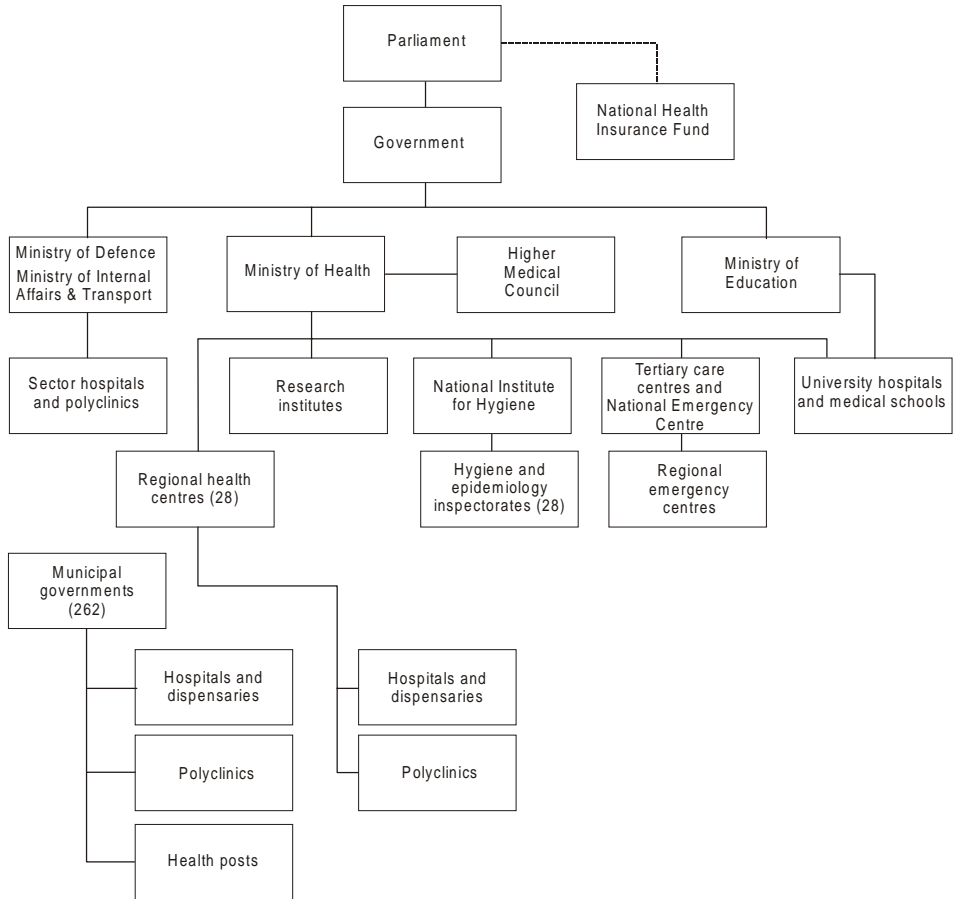 Parliament
National Health
Insurance Fund
Government
Ministry of Defence
Ministry of Internal
Affairs & Transport
Ministry of Health
Higher
Medical
Council
Ministry of
Education
Sector hospitals
and polyclinics
Research
institutes
National Institute
for Hygiene
Tertiary care
centres and
National Emergency
Centre
University hospitals
and medical schools
Regional health
centres (28)
Hygiene and
epidemiology
inspectorates (28)
Regional
emergency
centres
Municipal
governments
(262)
Hospitals and
dispensaries
Hospitals and
dispensaries
Polyclinics
Polyclinics
Health posts